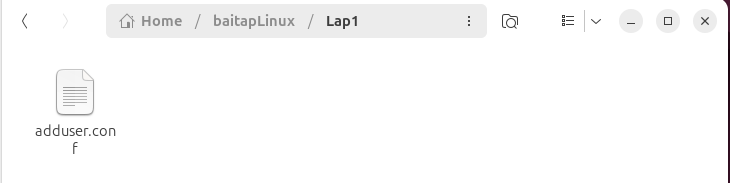 Home / baitapLinux / Lap1
adduser.con
f